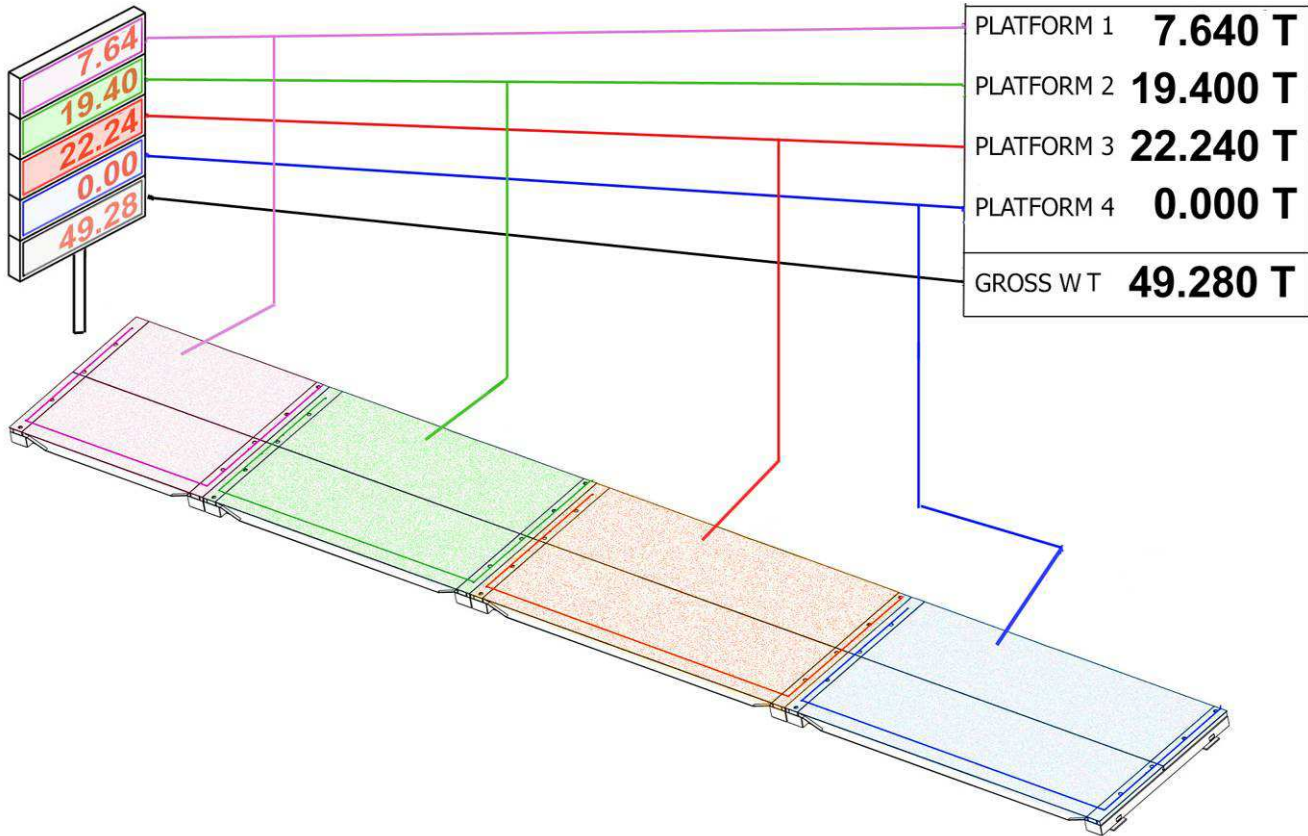 7.64
19.40
22.24
0.00
49.28
PLATFORM 1 7.640 T
PLATFORM 2 19.400 T
PLATFORM 3 22.240 T
PLATFORM 4 0.000 T
GROSS W T 49.280 T